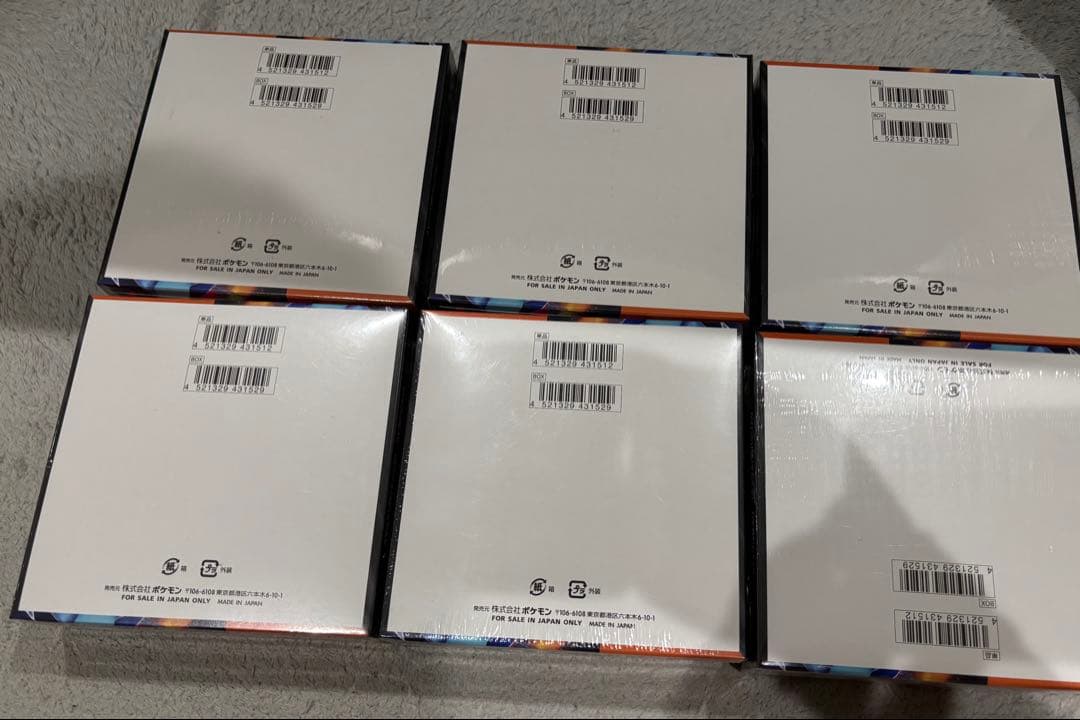 単品
4 521329 431512
BOX
4 521329 431529
紙 箱 プラ 外装
発売元 株式会社ポケモン 〒106-6108 東京都港区六本木6-10-1
FOR SALE IN JAPAN ONLY MADE IN JAPAN
単品
4 521329 431512
BOX
4 521329 431529
紙 箱 プラ 外装
発売元 株式会社ポケモン 〒106-6108 東京都港区六本木6-10-1
FOR SALE IN JAPAN ONLY MADE IN JAPAN
単品
4 521329 431512
BOX
4 521329 431529
紙 箱 プラ 外装
発売元 株式会社ポケモン 〒106-6108 東京都港区六本木6-10-1
FOR SALE IN JAPAN ONLY MADE IN JAPAN
単品
4 521329 431512
BOX
4 521329 431529
紙 箱 プラ 外装
発売元 株式会社ポケモン 〒106-6108 東京都港区六本木6-10-1
FOR SALE IN JAPAN ONLY MADE IN JAPAN
単品
4 521329 431512
BOX
4 521329 431529
紙 箱 プラ 外装
発売元 株式会社ポケモン 〒106-6108 東京都港区六本木6-10-1
FOR SALE IN JAPAN ONLY MADE IN JAPAN
単品
4 521329 431512
BOX
4 521329 431529
FOR SALE IN JAPAN ONLY MADE IN JAPAN